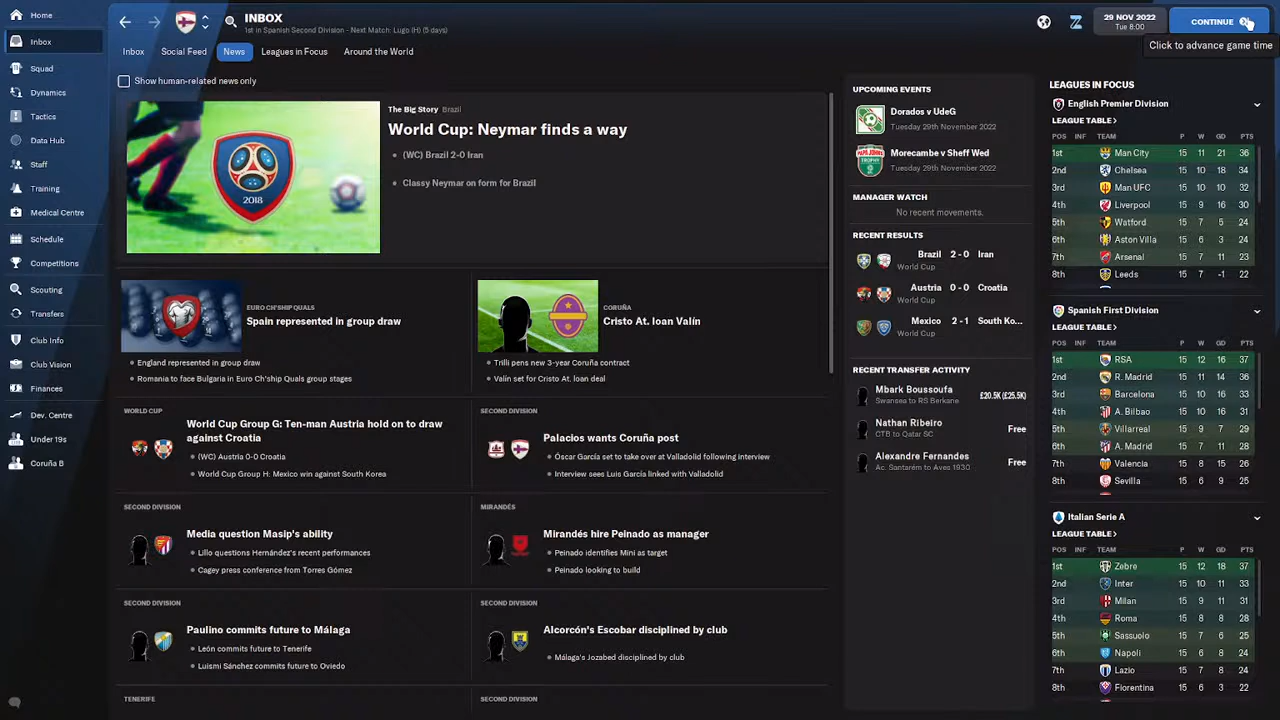 Home
Inbox
Squad
Dynamics
Tactics
Data Hub
Staff
Training
Medical Centre
Schedule
Competitions
Scouting
Transfers
Club Info
Club Vision
Finances
Dev. Centre
Under 19s
Coruña B
INBOX
1st in Spanish Second Division - Next Match: Lugo (H) (5 days)
29 NOV 2022
Tue 8:00
CONTINUE
Click to advance game time
Inbox Social Feed News Leagues in Focus Around the World
Show human-related news only
The Big Story Brazil
World Cup: Neymar finds a way
(WC) Brazil 2-0 Iran
Classy Neymar on form for Brazil
2018
EURO CH'SHIP QUALS
Spain represented in group draw
England represented in group draw
Romania to face Bulgaria in Euro Ch'ship Quals group stages
CORUÑA
Cristo At. loan Valín
Trilli pens new 3-year Coruña contract
Valín set for Cristo At. loan deal
WORLD CUP
World Cup Group G: Ten-man Austria hold on to draw
against Croatia
(WC) Austria 0-0 Croatia
World Cup Group H: Mexico win against South Korea
SECOND DIVISION
Palacios wants Coruña post
Óscar García set to take over at Valladolid following interview
Interview sees Luis García linked with Valladolid
SECOND DIVISION
Media question Masip's ability
Lillo questions Hernández's recent performances
Cagey press conference from Torres Gómez
MIRANDÉS
Mirandés hire Peinado as manager
Peinado identifies Mini as target
Peinado looking to build
SECOND DIVISION
Paulino commits future to Málaga
León commits future to Tenerife
Luismi Sánchez commits future to Oviedo
SECOND DIVISION
Alcorcón's Escobar disciplined by club
Málaga's Jozabed disciplined by club
TENERIFE
SECOND DIVISION
UPCOMING EVENTS
Dorados v UdeG
Tuesday 29th November 2022
Morecambe v Sheff Wed
Tuesday 29th November 2022
MANAGER WATCH
No recent movements.
RECENT RESULTS
Brazil 2 - 0 Iran
World Cup
Austria 0 - 0 Croatia
World Cup
Mexico 2 - 1 South Ko...
World Cup
RECENT TRANSFER ACTIVITY
Mbark Boussoufa £20.5K (£25.5K)
Swansea to RS Berkane
Nathan Ribeiro Free
CTB to Qatar SC
Alexandre Fernandes Free
Ac. Santarém to Aves 1930
LEAGUES IN FOCUS
English Premier Division
LEAGUE TABLE
POS INF TEAM P W GD PTS
1st Man City 15 11 21 36
2nd Chelsea 15 10 18 34
3rd Man UFC 15 10 10 32
4th Liverpool 15 9 16 30
5th Watford 15 7 5 24
6th Aston Villa 15 6 3 24
7th Arsenal 15 7 11 23
8th Leeds 15 7 -1 22
Spanish First Division
LEAGUE TABLE
POS INF TEAM P W GD PTS
1st RSA 15 12 16 37
2nd R. Madrid 15 11 14 36
3rd Barcelona 15 10 16 33
4th A. Bilbao 15 10 16 31
5th Villarreal 15 9 7 29
6th A. Madrid 15 7 9 28
7th Valencia 15 8 15 26
8th Sevilla 15 6 9 25
Italian Serie A
LEAGUE TABLE
POS INF TEAM P W GD PTS
1st Zebre 15 12 18 37
2nd Inter 15 10 11 33
3rd Milan 15 9 11 31
4th Roma 15 8 4 28
5th Sassuolo 15 7 6 25
6th Napoli 15 6 8 24
7th Lazio 15 7 8 24
8th Fiorentina 15 6 3 22